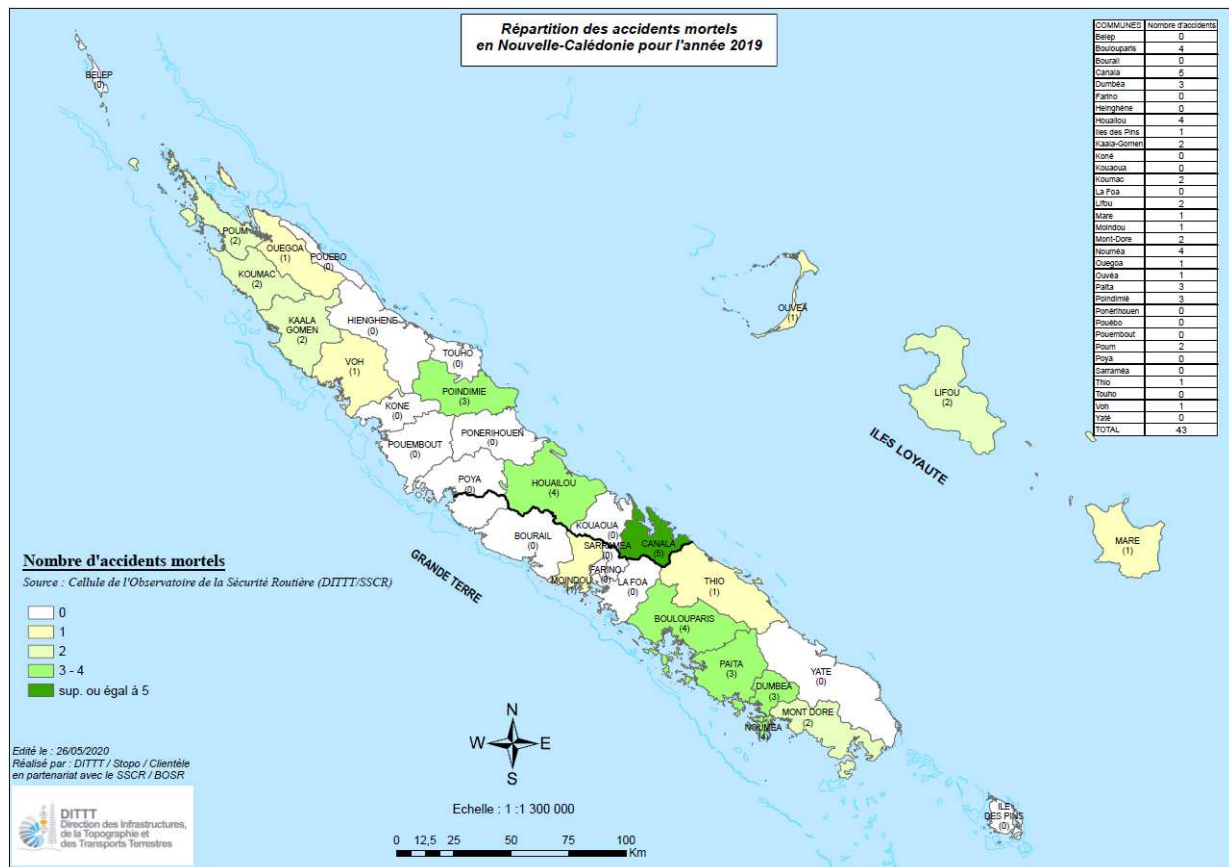 Répartition des accidents mortels
en Nouvelle-Calédonie pour l'année 2019
COMMUNES Nombre d'accidents
Belep 0
Boulouparis 4
Bourail 0
Canala 5
Dumbéa 3
Farino 0
Heinghène 0
Houailou 4
Iles des Pins 1
Kaala-Gomen 2
Koné 0
Kouaoua 0
Koumac 2
La Foa 0
Lifou 2
Mare 1
Moindou 1
Mont-Dore 2
Nouméa 4
Ouegoa 1
Ouvéa 1
Païta 3
Poindimié 3
Ponérihouen 0
Pouébo 0
Pouembout 0
Poum 2
Poya 0
Sarraméa 0
Thio 1
Touho 0
Voh 1
Yaté 0
TOTAL 43
BELEP
(0)
POUM
(2)
OUEGOA
(1)
POUEBO
(0)
KOUMAC
(2)
HIENGHENE
(0)
KAALA
GOMEN
(2)
TOUHO
(0)
VOH
(1)
POINDIMIE
(3)
KONE
(0)
POUEMBOUT
(0)
PONERIHOUEN
(0)
POYA
(0)
HOUAILOU
(4)
KOUAOUA
(0)
BOURAIL
(0)
SARRAMEA
(0)
CANALA
(5)
FARINO
(0)
MOINDOU
(1)
LA FOA
(0)
THIO
(1)
BOULOUPARIS
(4)
PAITA
(3)
YATE
(0)
DUMBEA
(3)
MONT DORE
(2)
NOUMEA
(4)
ILE
DES PINS
(0)
OUVEA
(1)
LIFOU
(2)
MARE
(1)
ILES LOYAUTE
GRANDE TERRE
Nombre d'accidents mortels
Source : Cellule de l'Observatoire de la Sécurité Routière (DITTT/SSCR)
0
1
2
3 - 4
sup. ou égal à 5
Edité le : 26/05/2020
Réalisé par : DITTT / Stopo / Clientèle
en partenariat avec le SSCR / BOSR
DITTT
Direction des Infrastructures,
de la Topographie et
des Transports Terrestres
N
W E
S
Echelle : 1 :1 300 000
0 12,5 25 50 75 100
Km